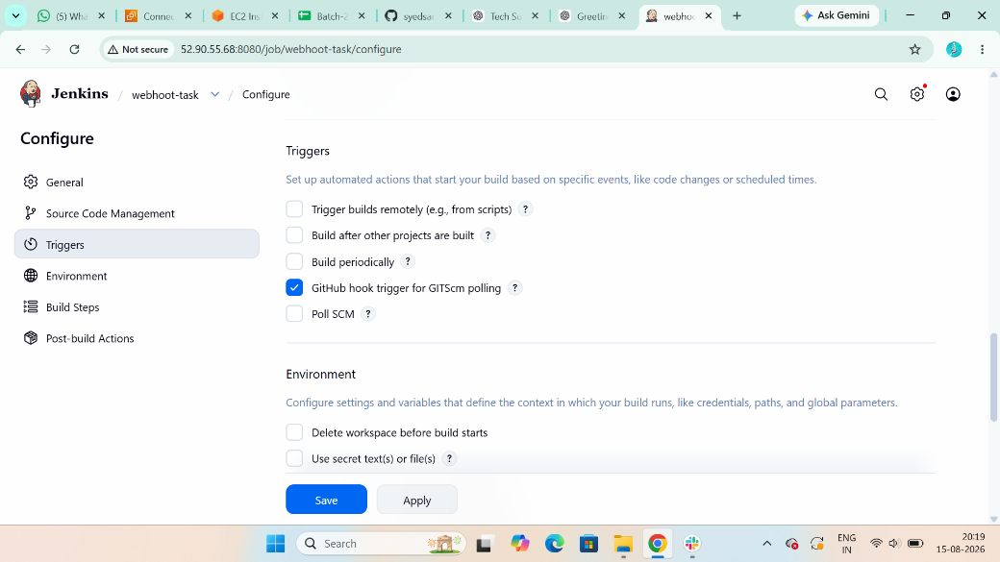 (5) Wha
Connec
EC2 Ins
Batch-2
syedsar
Tech Su
Greetin
webhoo
Ask Gemini
Not secure
52.90.55.68:8080/job/webhoot-task/configure
Jenkins / webhoot-task / Configure
Configure
General
Source Code Management
Triggers
Environment
Build Steps
Post-build Actions
Triggers
Set up automated actions that start your build based on specific events, like code changes or scheduled times.
Trigger builds remotely (e.g., from scripts) ?
Build after other projects are built ?
Build periodically ?
GitHub hook trigger for GITScm polling ?
Poll SCM ?
Environment
Configure settings and variables that define the context in which your build runs, like credentials, paths, and global parameters.
Delete workspace before build starts
Use secret text(s) or file(s) ?
Save
Apply
Search
ENG
IN
20:19
15-08-2026